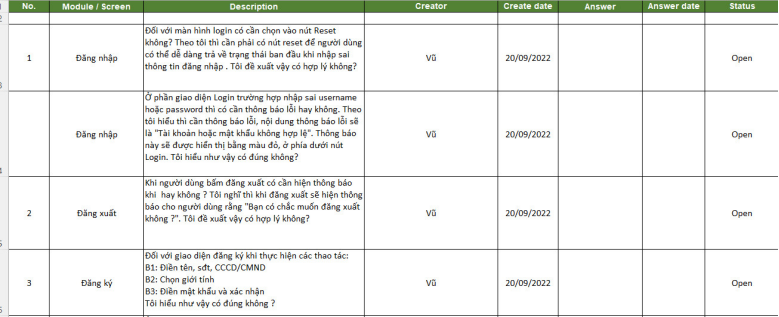 No. Module / Screen Description Creator Create date Answer Answer date Status
1 Đăng nhập Đối với màn hình login có cần chọn vào nút Reset
không? Theo tôi thì cần phải có nút reset để người dùng
có thể dễ dàng trả về trạng thái ban đầu khi nhập sai
thông tin đăng nhập . Tôi đề xuất vậy có hợp lý không? Vũ 20/09/2022 Open
Đăng nhập Ở phần giao diện Login trường hợp nhập sai username
hoặc password thì có cần thông báo lỗi hay không. Theo
tôi hiểu thì cần thông báo lỗi, nội dung thông báo lỗi sẽ
là "Tài khoản hoặc mật khẩu không hợp lệ". Thông báo
này sẽ được hiển thị bằng màu đỏ, ở phía dưới nút
Login. Tôi hiểu như vậy có đúng không? Vũ 20/09/2022 Open
2 Đăng xuất Khi người dùng bấm đăng xuất có cần hiện thông báo
khi hay không ? Tôi nghĩ thì khi đăng xuất sẽ hiện thông
báo cho người dùng rằng "Bạn có chắc muốn đăng xuất
không ?". Tôi đề xuất vậy có hợp lý không? Vũ 20/09/2022 Open
3 Đăng ký Đối với giao diện đăng ký khi thực hiện các thao tác:
B1: Điền tên, sđt, CCCD/CMND
B2: Chọn giới tính
B3: Điền mật khẩu và xác nhận
Tôi hiểu như vậy có đúng không ? Vũ 20/09/2022 Open